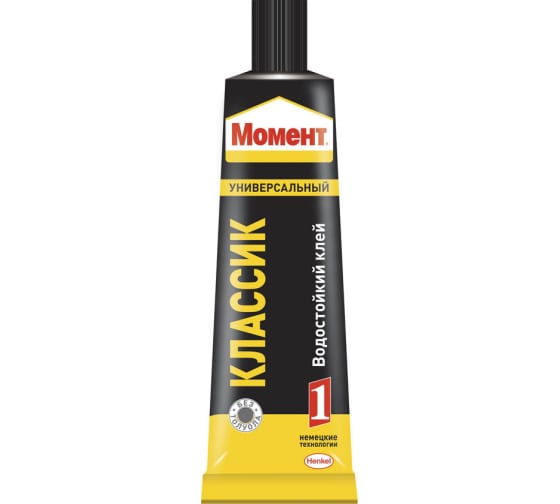 Момент
УНИВЕРСАЛЬНЫЙ
КЛАССИК
Водостойкий клей
БЕЗ ТОЛУОЛА
1
немецкие
технологии
Henkel